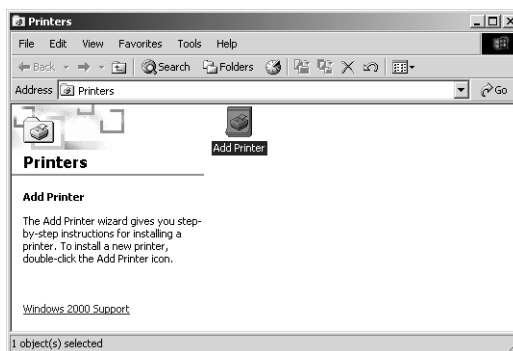 Printers
File Edit View Favorites Tools Help
Back Search Folders
Address Printers Go
Add Printer
Printers
Add Printer
The Add Printer wizard gives you step-
by-step instructions for installing a
printer. To install a new printer,
double-click the Add Printer icon.
Windows 2000 Support
1 object(s) selected